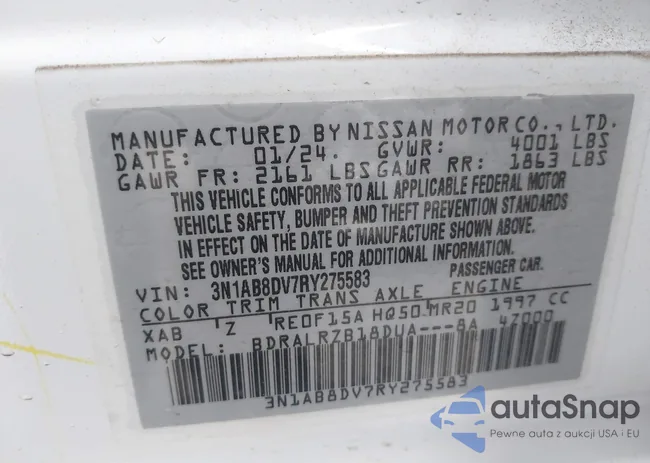 MANUFACTURED BY NISSAN MOTOR CO., LTD.
DATE: 01/24. GVWR: 4001 LBS
GAWR FR: 2161 LBS GAWR RR: 1863 LBS
THIS VEHICLE CONFORMS TO ALL APPLICABLE FEDERAL MOTOR
VEHICLE SAFETY, BUMPER AND THEFT PREVENTION STANDARDS
IN EFFECT ON THE DATE OF MANUFACTURE SHOWN ABOVE.
SEE OWNER'S MANUAL FOR ADDITIONAL INFORMATION.
VIN: 3N1AB8DV7RY275583 PASSENGER CAR.
COLOR TRIM TRANS AXLE ENGINE
XAB Z RE0F15A HQ50 MR20 1997 CC
MODEL: BDRALRZB18DUA---8A 47000
3N1AB8DV7RY275583
autoSnap
Pewne auta z aukcji USA i EU